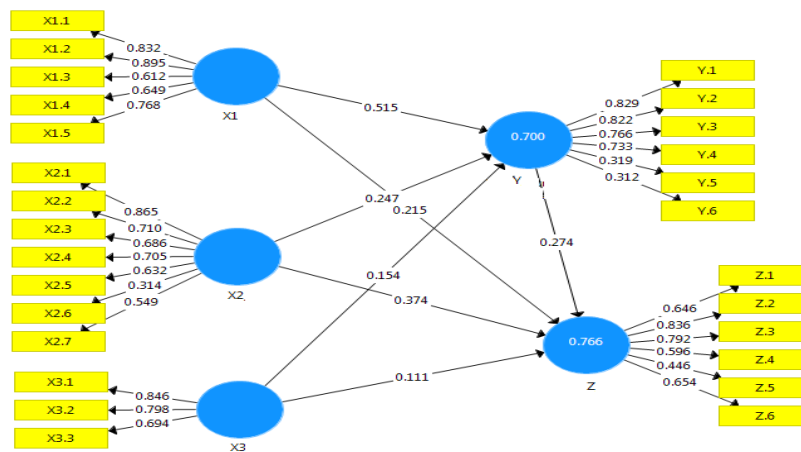 X1.1
X1.2
X1.3
X1.4
X1.5
0.832
0.895
0.612
0.649
0.768
X1
X2.1
X2.2
X2.3
X2.4
X2.5
X2.6
X2.7
0.865
0.710
0.686
0.705
0.632
0.314
0.549
X2
X3.1
X3.2
X3.3
0.846
0.798
0.694
X3
0.515
0.247
0.215
0.154
0.374
0.111
0.700
Y
0.274
0.829
0.822
0.766
0.733
0.319
0.312
Y.1
Y.2
Y.3
Y.4
Y.5
Y.6
0.766
Z
0.646
0.836
0.792
0.596
0.446
0.654
Z.1
Z.2
Z.3
Z.4
Z.5
Z.6